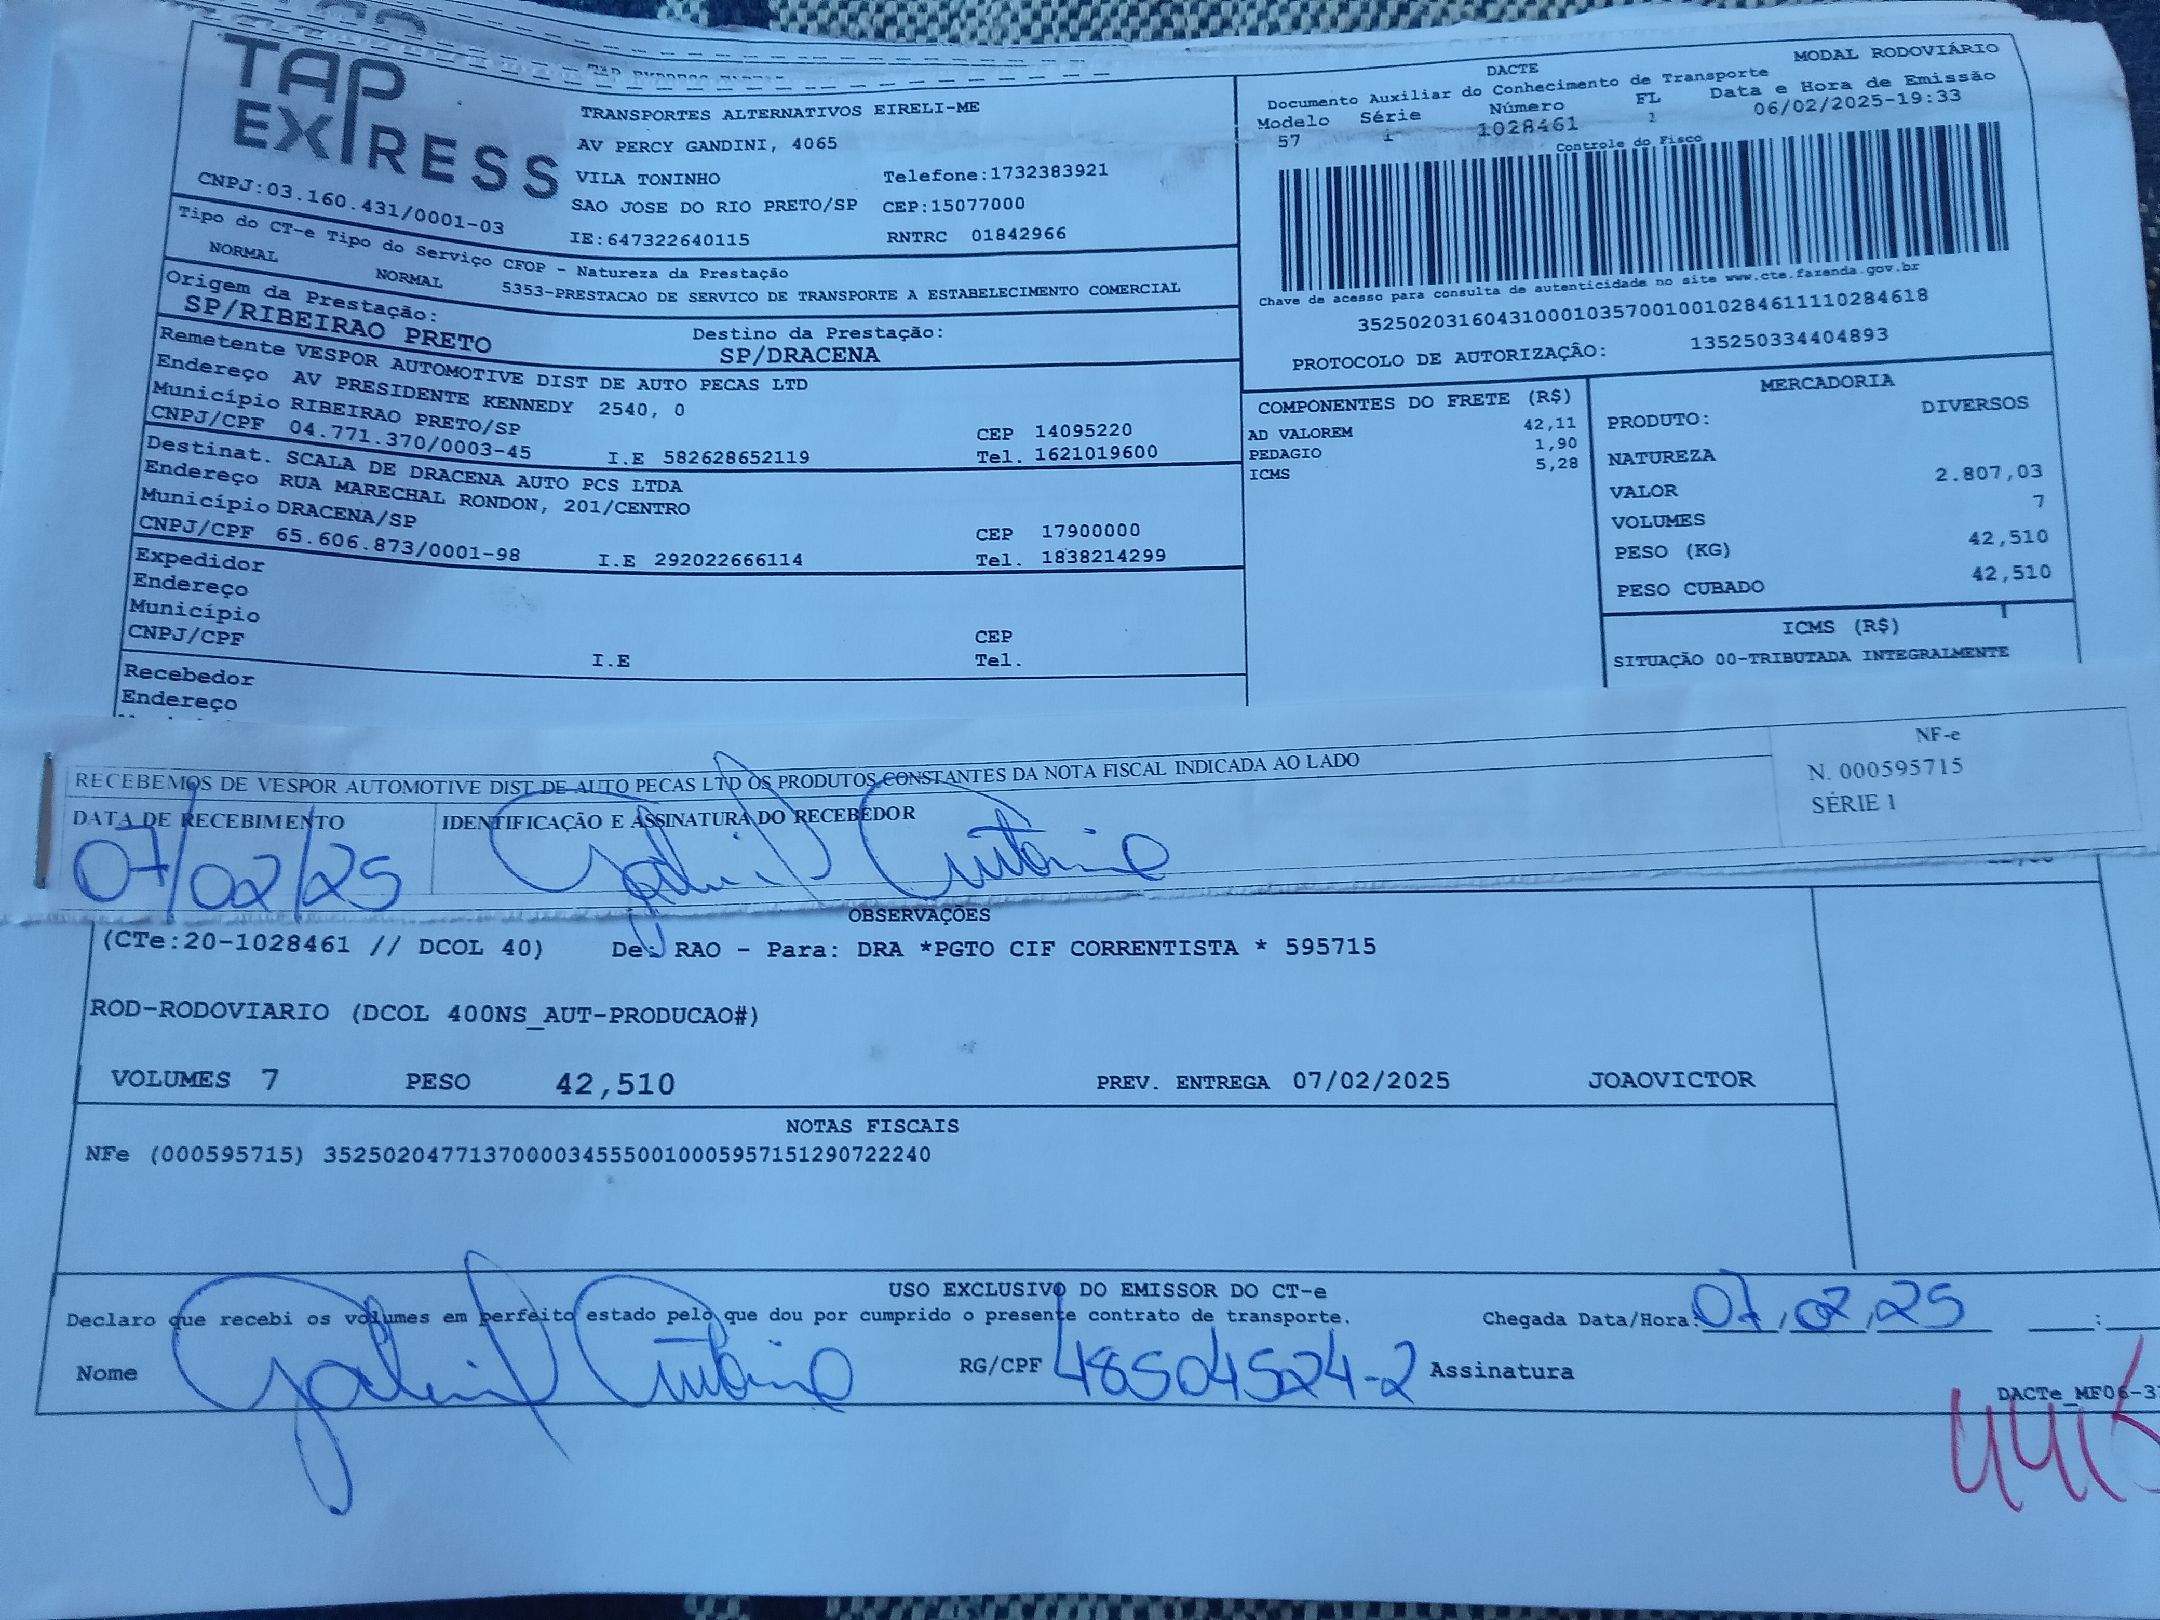 TAP
EXPRESS
CNPJ:03.160.431/0001-03
TRANSPORTES ALTERNATIVOS EIRELI-ME
AV PERCY GANDINI, 4065
VILA TONINHO Telefone:1732383921
SAO JOSE DO RIO PRETO/SP CEP:15077000
IE:647322640115 RNTRC 01842966
DACTE MODAL RODOVIÁRIO
Documento Auxiliar do Conhecimento de Transporte
Modelo Série Número FL Data e Hora de Emissão
57 1 1028461 1 06/02/2025-19:33
Controle do Fisco
Chave de acesso para consulta de autenticidade no site www.cte.fazenda.gov.br
35250203160431000103570010010284611110284618
PROTOCOLO DE AUTORIZAÇÃO: 135250334404893
Tipo do CT-e Tipo do Serviço CFOP - Natureza da Prestação
NORMAL NORMAL 5353-PRESTACAO DE SERVICO DE TRANSPORTE A ESTABELECIMENTO COMERCIAL
Origem da Prestação: Destino da Prestação:
SP/RIBEIRAO PRETO SP/DRACENA
Remetente VESPOR AUTOMOTIVE DIST DE AUTO PECAS LTD
Endereço AV PRESIDENTE KENNEDY 2540, 0
Município RIBEIRAO PRETO/SP CEP 14095220
CNPJ/CPF 04.771.370/0003-45 I.E 582628652119 Tel. 1621019600
Destinat. SCALA DE DRACENA AUTO PCS LTDA
Endereço RUA MARECHAL RONDON, 201/CENTRO
Município DRACENA/SP CEP 17900000
CNPJ/CPF 65.606.873/0001-98 I.E 292022666114 Tel. 1838214299
Expedidor
Endereço
Município CEP
CNPJ/CPF I.E Tel.
Recebedor
Endereço
COMPONENTES DO FRETE (R$)
AD VALOREM 42,11
PEDAGIO 1,90
ICMS 5,28
MERCADORIA
PRODUTO: DIVERSOS
NATUREZA
VALOR 2.807,03
VOLUMES 7
PESO (KG) 42,510
PESO CUBADO 42,510
ICMS (R$)
SITUAÇÃO 00-TRIBUTADA INTEGRALMENTE
RECEBEMOS DE VESPOR AUTOMOTIVE DIST DE AUTO PECAS LTD OS PRODUTOS CONSTANTES DA NOTA FISCAL INDICADA AO LADO
DATA DE RECEBIMENTO IDENTIFICAÇÃO E ASSINATURA DO RECEBEDOR
07/02/25 Gabriel Antônio
NF-e
N. 000595715
SÉRIE 1
OBSERVAÇÕES
(CTe:20-1028461 // DCOL 40) De: RAO - Para: DRA *PGTO CIF CORRENTISTA * 595715
ROD-RODOVIARIO (DCOL 400NS_AUT-PRODUCAO#)
VOLUMES 7 PESO 42,510 PREV. ENTREGA 07/02/2025 JOAOVICTOR
NOTAS FISCAIS
NFe (000595715) 35250204771370000345550010005957151290722240
USO EXCLUSIVO DO EMISSOR DO CT-e
Declaro que recebi os volumes em perfeito estado pelo que dou por cumprido o presente contrato de transporte. Chegada Data/Hora: 07/02/25 :
Nome Gabriel Antônio RG/CPF 48504524-2 Assinatura